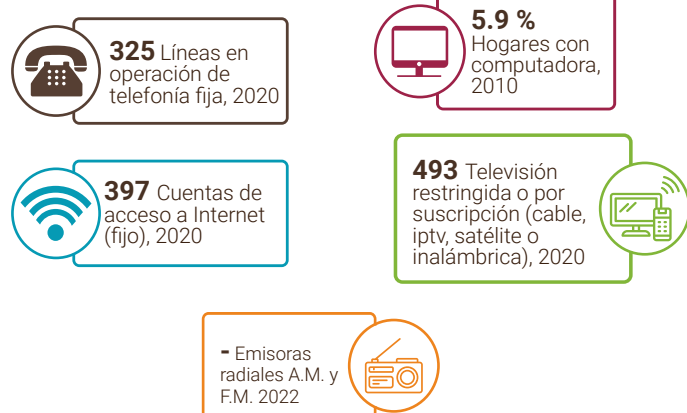 325 Líneas en
operación de
telefonía fija, 2020
5.9 %
Hogares con
computadora,
2010
397 Cuentas de
acceso a Internet
(fijo), 2020
493 Televisión
restringida o por
suscripción (cable,
iptv, satélite o
inalámbrica), 2020
- Emisoras
radiales A.M. y
F.M. 2022